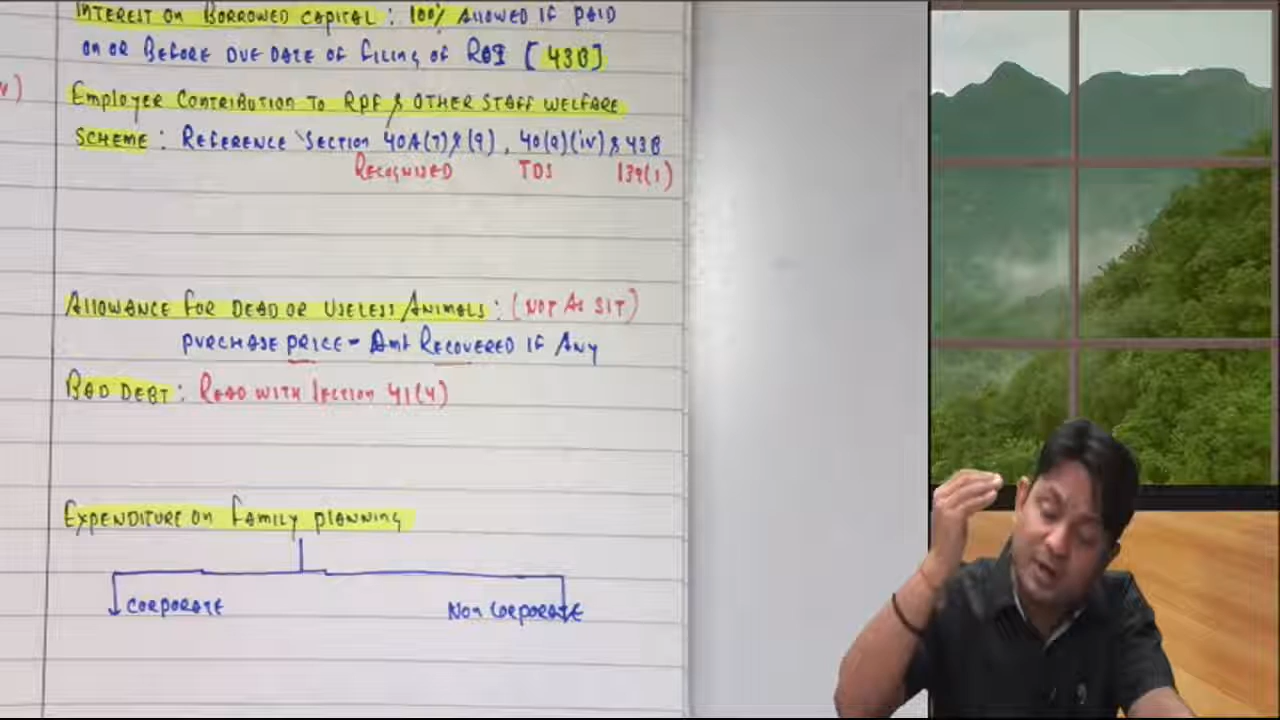 INTEREST ON BORROWED CAPITAL : 100% ALLOWED IF PAID
ON OR BEFORE DUE DATE OF FILING OF ROI [43B]
EMPLOYER CONTRIBUTION TO RPF & OTHER STAFF WELFARE
SCHEME : REFERENCE SECTION 40A(7) & (9), 40(a)(iv) & 43B
RECOGNISED TDS 139(1)
ALLOWANCE FOR DEAD OR USELESS ANIMALS : (NOT AS SIT)
PURCHASE PRICE - Amt RECOVERED IF ANY
BAD DEBT : READ WITH SECTION 41(4)
EXPENDITURE ON FAMILY PLANNING
CORPORATE NON CORPORATE